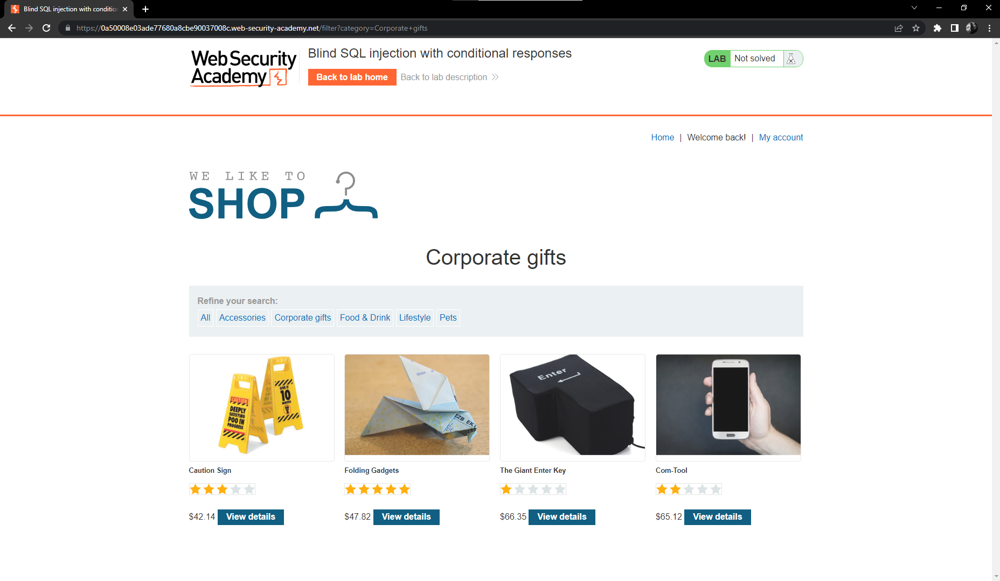 Blind SQL injection with conditio
https://0a50008e03ade77680a8cbe90037008c.web-security-academy.net/filter?category=Corporate+gifts
Web Security
Academy
Blind SQL injection with conditional responses
Back to lab home
Back to lab description
LAB
Not solved
Home | Welcome back! | My account
WE LIKE TO
SHOP
Corporate gifts
Refine your search:
All
Accessories
Corporate gifts
Food & Drink
Lifestyle
Pets
CAUTION
DEEPLY
SATISFYING
POO IN
PROGRESS
GIVE IT
10
MINUTES
EZB EK
Enter
Caution Sign
Folding Gadgets
The Giant Enter Key
Com-Tool
$42.14 View details
$47.82 View details
$66.35 View details
$65.12 View details